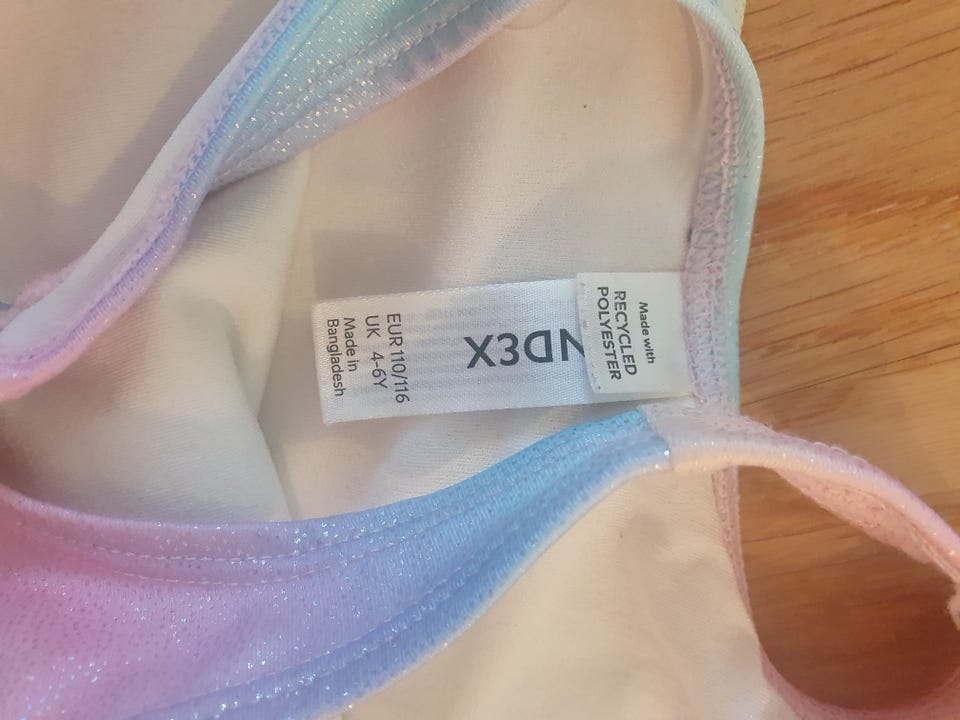 Made with
RECYCLED
POLYESTER
NDEX
EUR 110/116
UK 4-6Y
Made in
Bangladesh